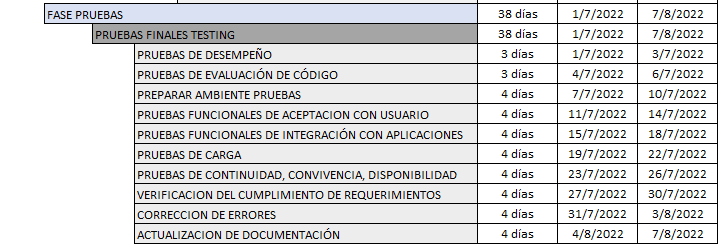 FASE PRUEBAS 38 días 1/7/2022 7/8/2022
PRUEBAS FINALES TESTING 38 días 1/7/2022 7/8/2022
PRUEBAS DE DESEMPEÑO 3 días 1/7/2022 3/7/2022
PRUEBAS DE EVALUACIÓN DE CÓDIGO 3 días 4/7/2022 6/7/2022
PREPARAR AMBIENTE PRUEBAS 4 días 7/7/2022 10/7/2022
PRUEBAS FUNCIONALES DE ACEPTACION CON USUARIO 4 días 11/7/2022 14/7/2022
PRUEBAS FUNCIONALES DE INTEGRACIÓN CON APLICACIONES 4 días 15/7/2022 18/7/2022
PRUEBAS DE CARGA 4 días 19/7/2022 22/7/2022
PRUEBAS DE CONTINUIDAD, CONVIVENCIA, DISPONIBILIDAD 4 días 23/7/2022 26/7/2022
VERIFICACION DEL CUMPLIMIENTO DE REQUERIMIENTOS 4 días 27/7/2022 30/7/2022
CORRECCION DE ERRORES 4 días 31/7/2022 3/8/2022
ACTUALIZACION DE DOCUMENTACIÓN 4 días 4/8/2022 7/8/2022